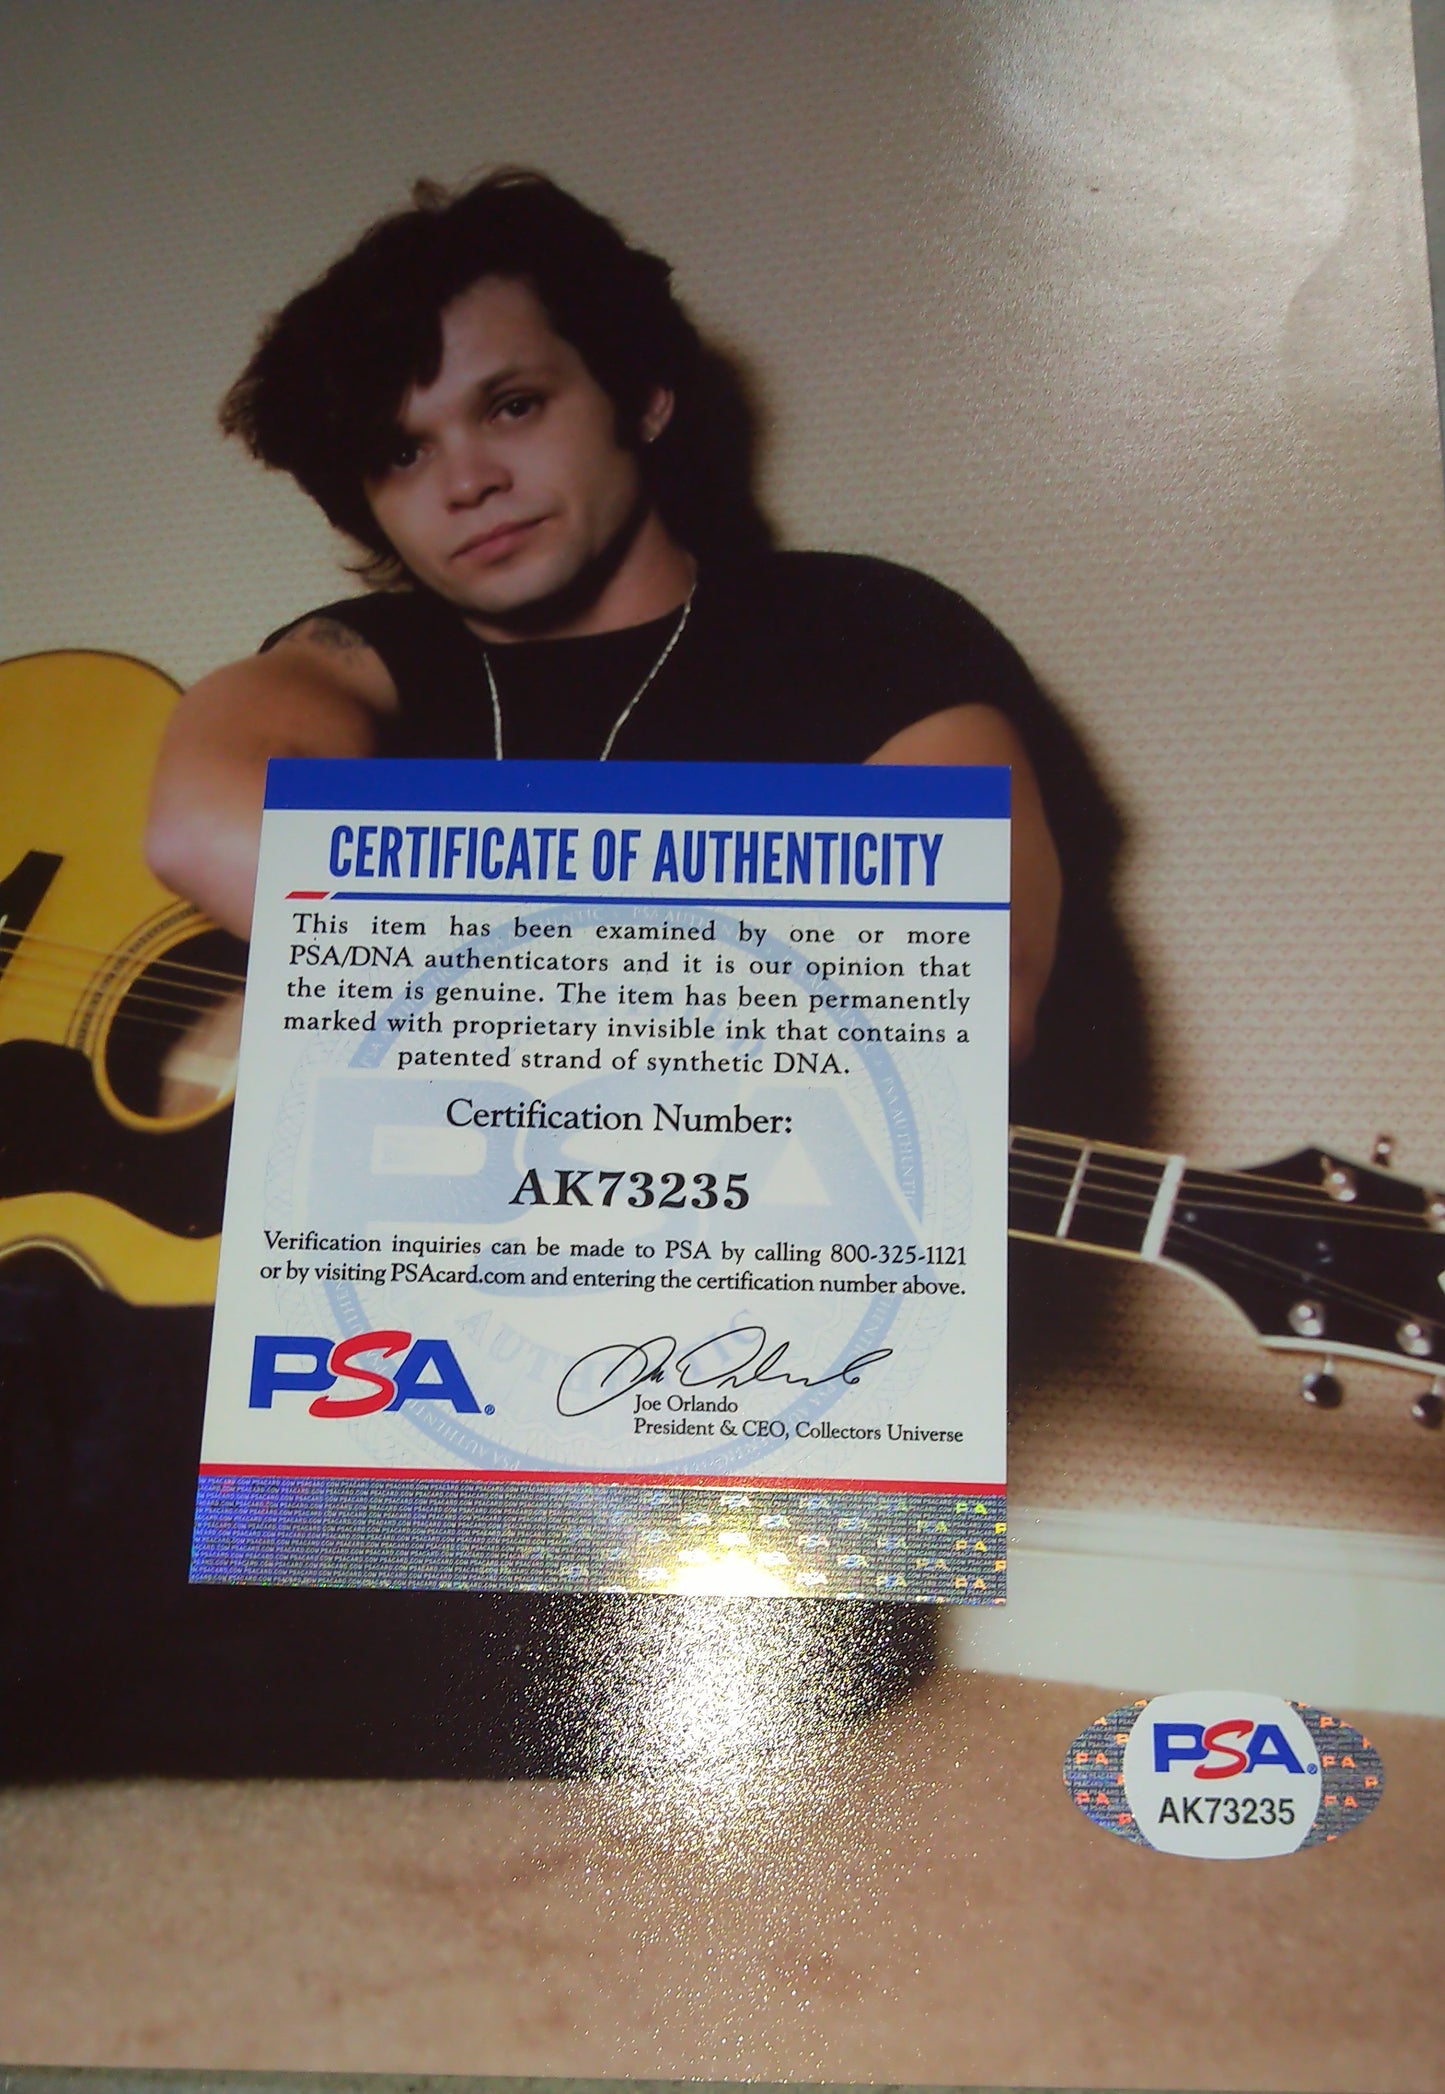 CERTIFICATE OF AUTHENTICITY
This item has been examined by one or more
PSA/DNA authenticators and it is our opinion that
the item is genuine. The item has been permanently
marked with proprietary invisible ink that contains a
patented strand of synthetic DNA.
Certification Number:
AK73235
Verification inquiries can be made to PSA by calling 800-325-1121
or by visiting PSAcard.com and entering the certification number above.
PSA®
Joe Orlando
President & CEO, Collectors Universe
PSA®
AK73235